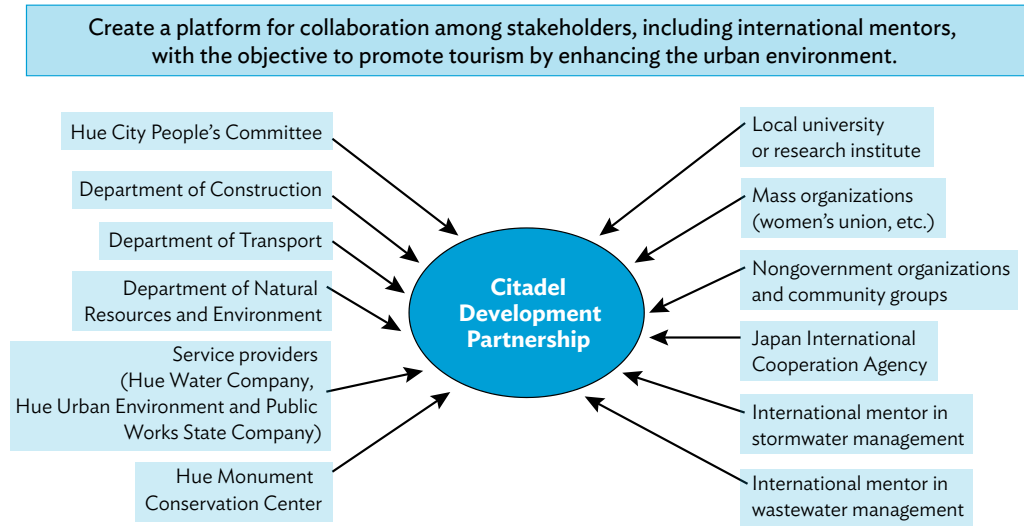 Create a platform for collaboration among stakeholders, including international mentors,
with the objective to promote tourism by enhancing the urban environment.
Hue City People’s Committee
Department of Construction
Department of Transport
Department of Natural
Resources and Environment
Service providers
(Hue Water Company,
Hue Urban Environment and Public
Works State Company)
Hue Monument
Conservation Center
Citadel
Development
Partnership
Local university
or research institute
Mass organizations
(women’s union, etc.)
Nongovernment organizations
and community groups
Japan International
Cooperation Agency
International mentor in
stormwater management
International mentor in
wastewater management